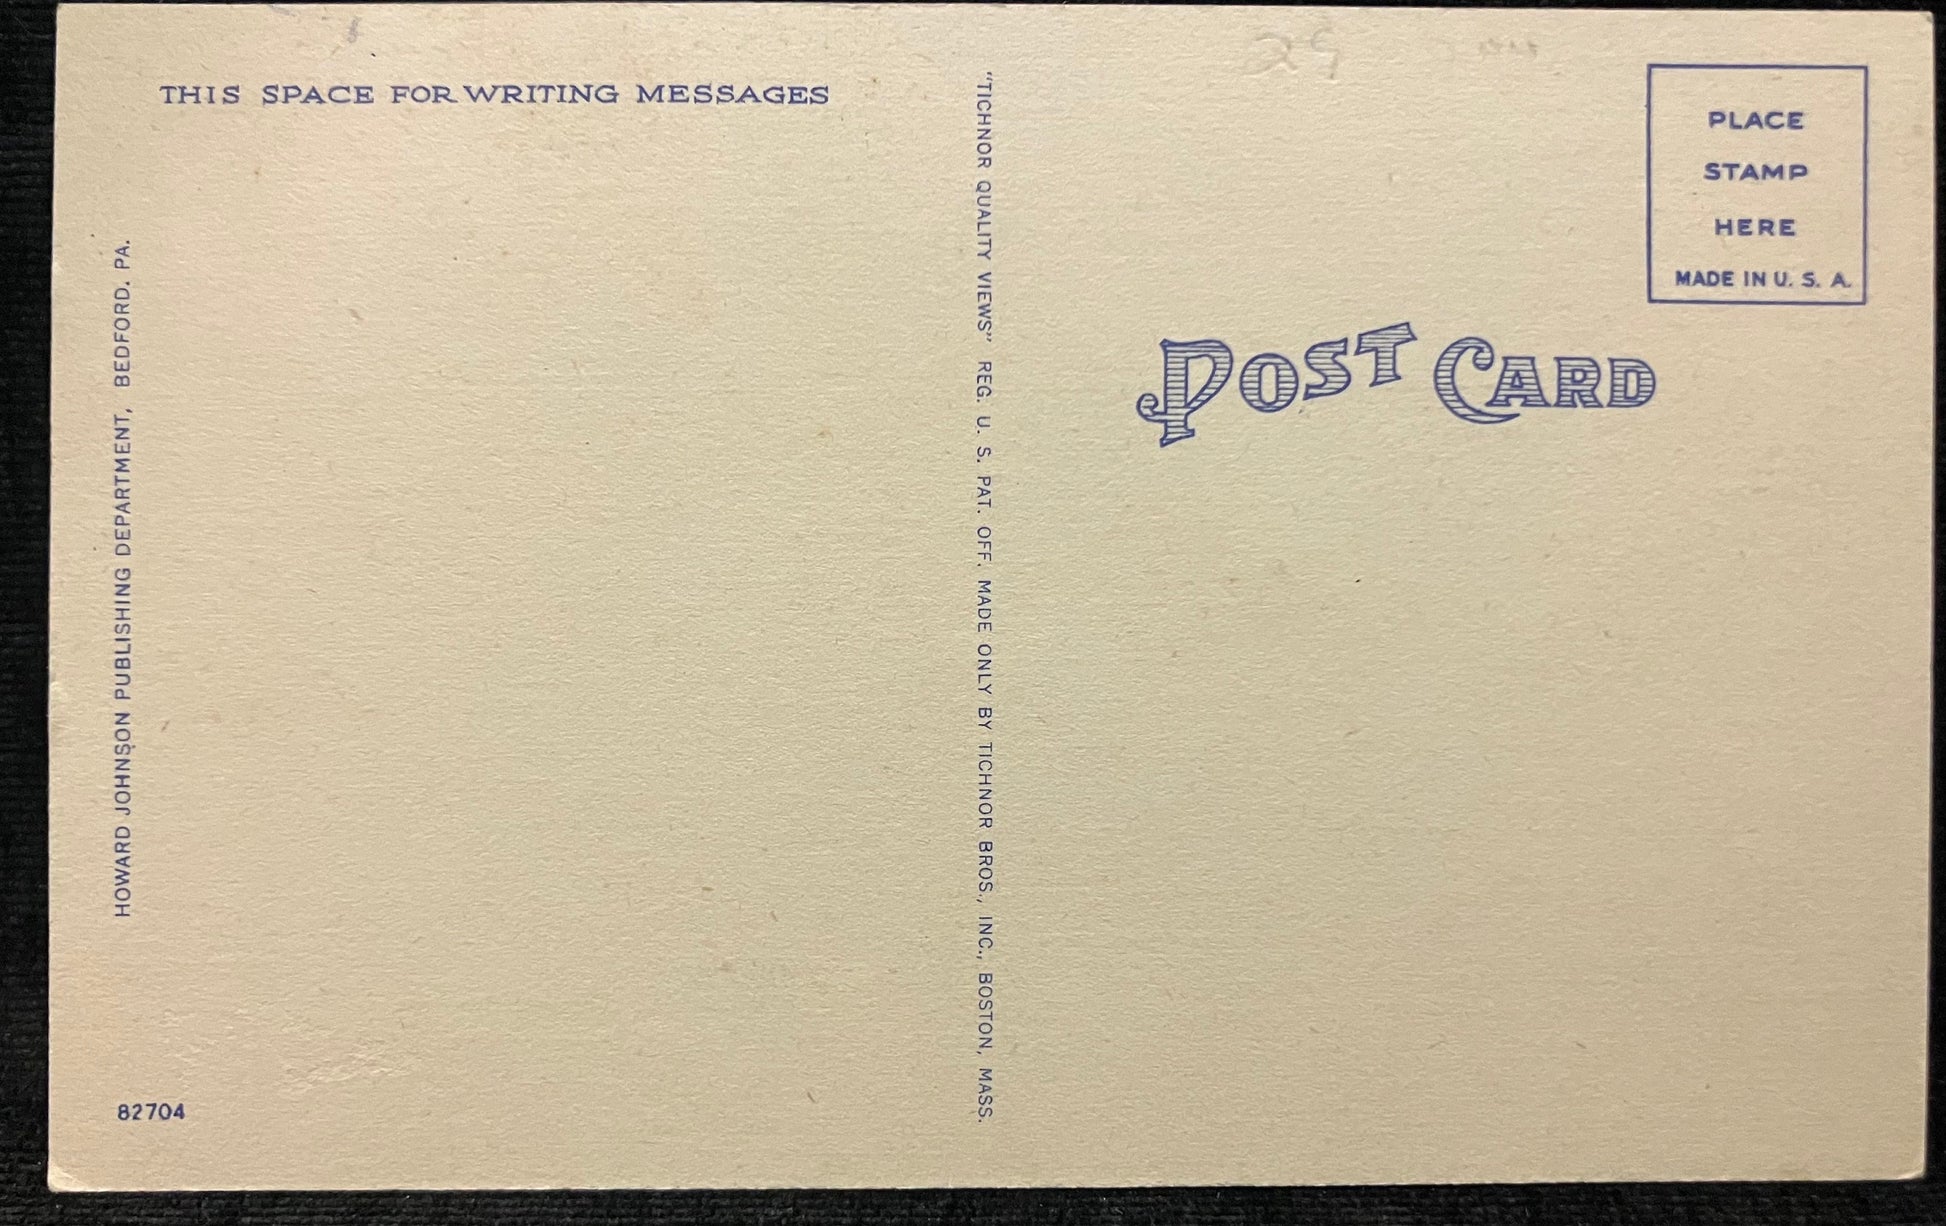 THIS SPACE FOR WRITING MESSAGES
HOWARD JOHNSON PUBLISHING DEPARTMENT, BEDFORD, PA.
82704
"TICHNOR QUALITY VIEWS" REG. U. S. PAT. OFF. MADE ONLY BY TICHNOR BROS., INC., BOSTON, MASS.
PLACE
STAMP
HERE
MADE IN U. S. A.
POST CARD